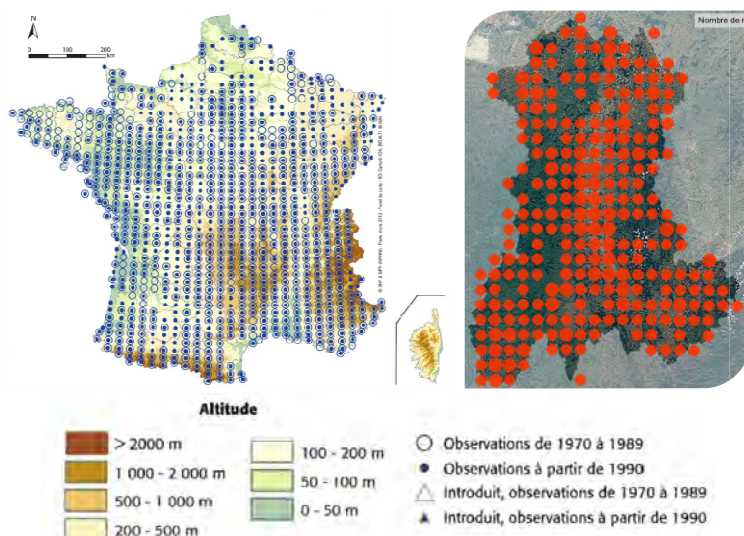 N
0 100 200
km
Nombre de
Altitude
> 2000 m
1 000 - 2 000 m
500 - 1 000 m
200 - 500 m
100 - 200 m
50 - 100 m
0 - 50 m
Observations de 1970 à 1989
Observations à partir de 1990
Introduit, observations de 1970 à 1989
Introduit, observations à partir de 1990